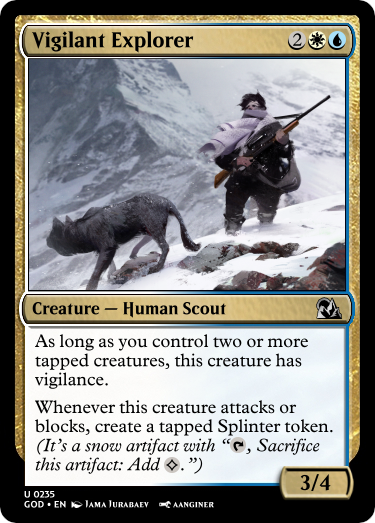 Vigilant Explorer 2
Creature — Human Scout
As long as you control two or more
tapped creatures, this creature has
vigilance.
Whenever this creature attacks or
blocks, create a tapped Splinter token.
(It's a snow artifact with “, Sacrifice
this artifact: Add .”)
3/4
U 0235
GOD • EN Jama Jurabaev AANGINER